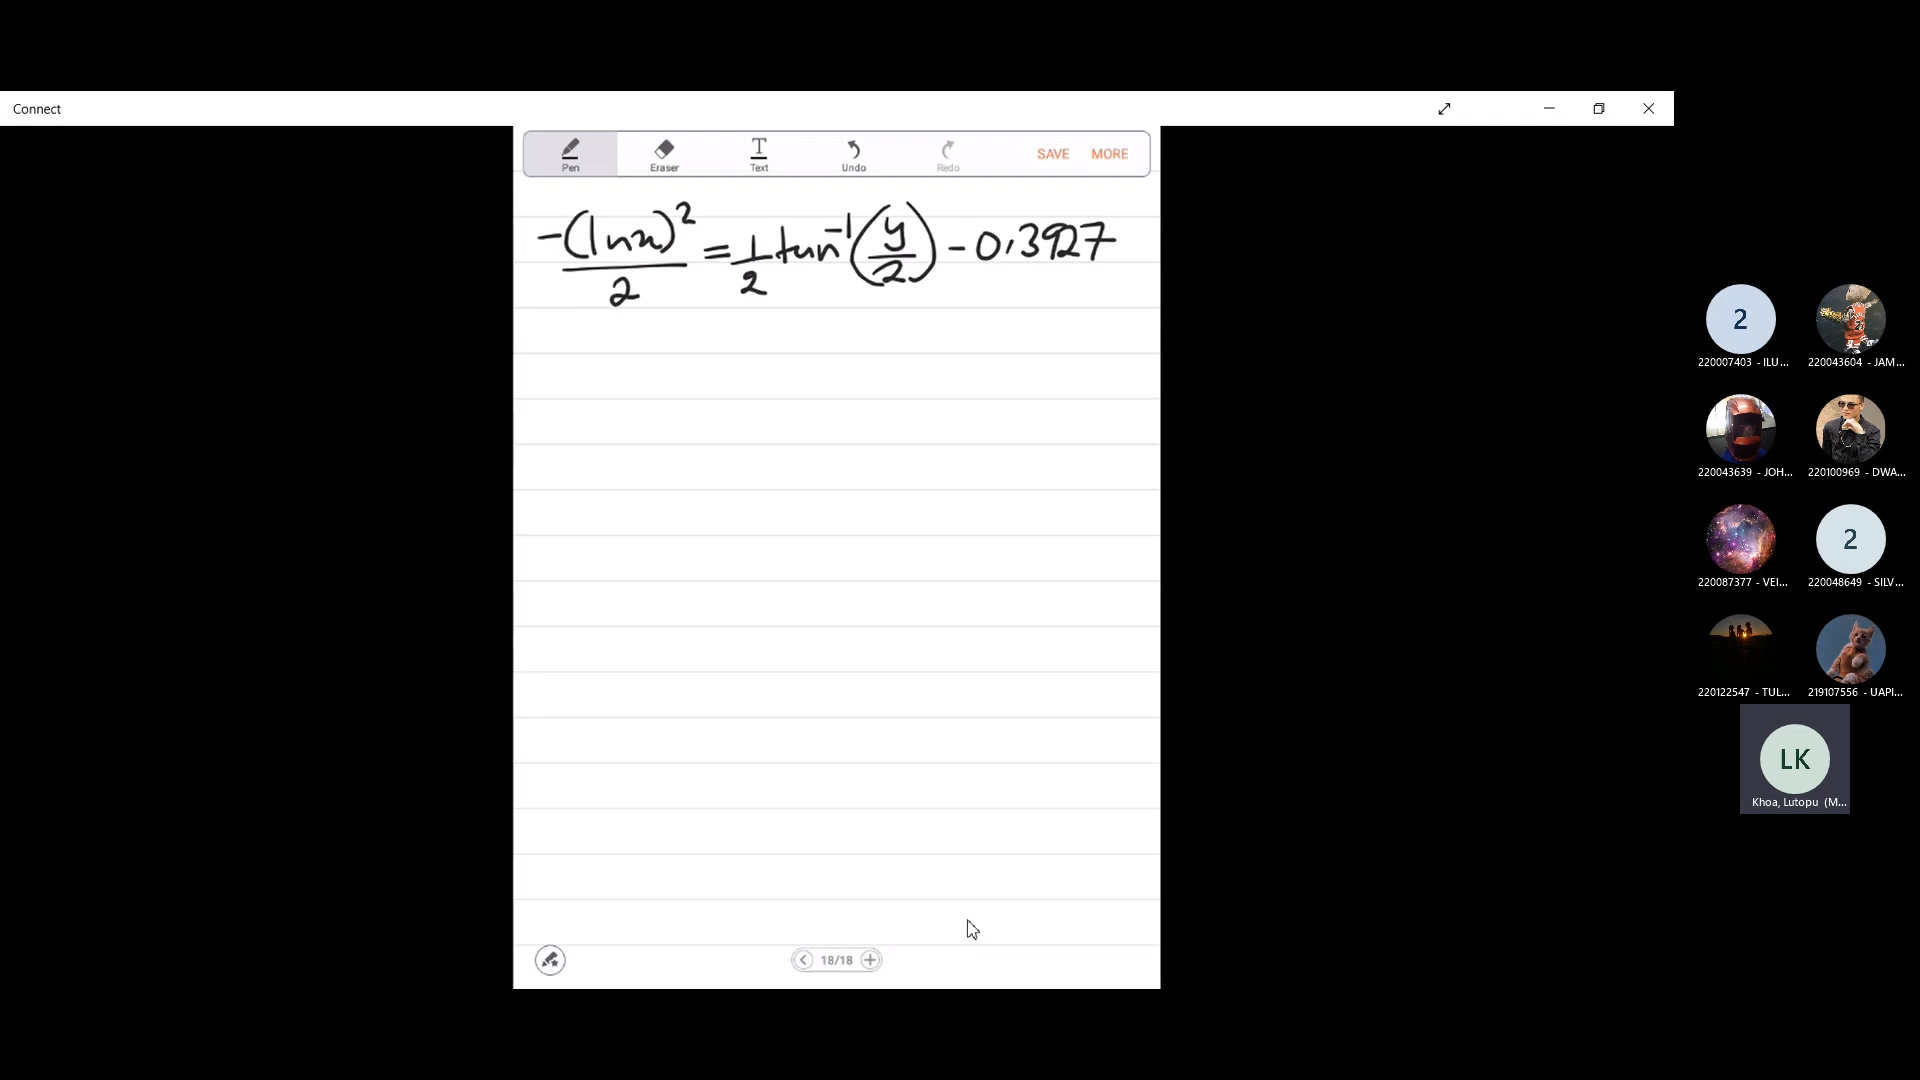 Connect
Pen
Eraser
Text
Undo
Redo
SAVE
MORE
-(ln x)²/2 = 1/2 tan⁻¹(y/2) - 0,3927
2
220007403 - ILU...
220043604 - JAM...
220043639 - JOH...
220100969 - DWA...
2
220087377 - VEI...
220048649 - SILV...
220122547 - TUL...
219107556 - UAPI...
LK
Khoa, Lutopu (M...
18/18